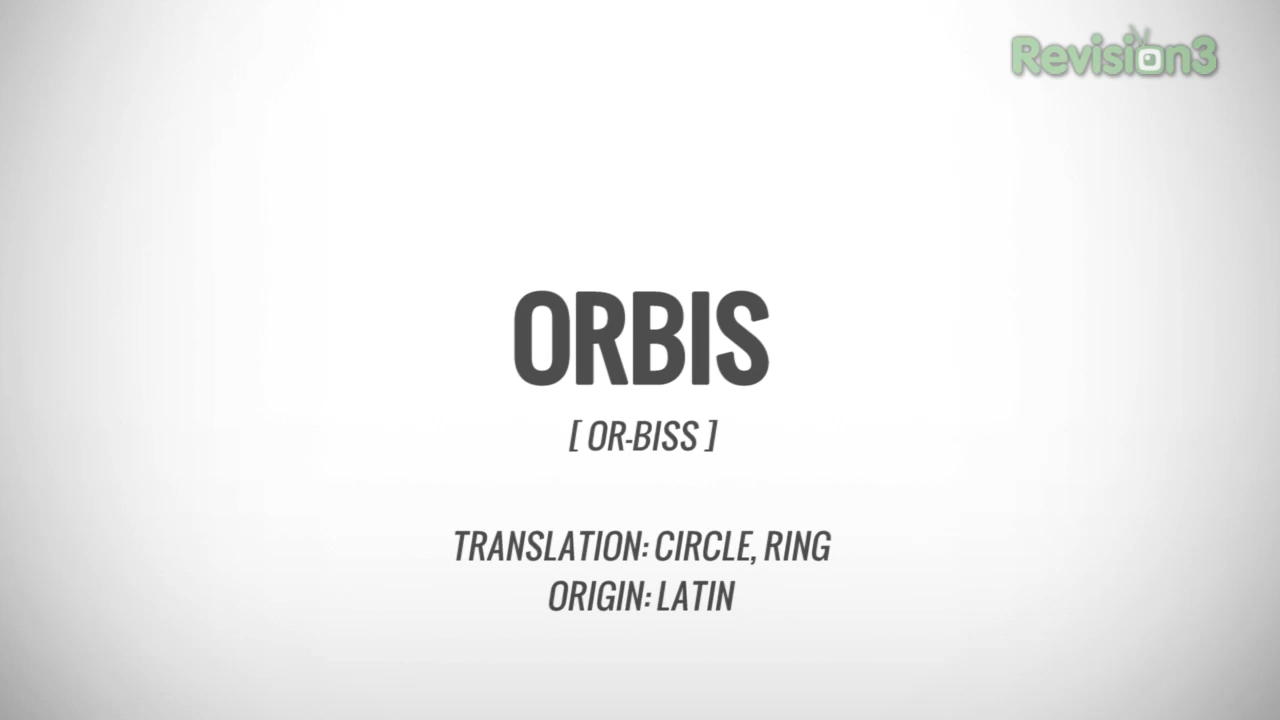 Revision3
ORBIS
[ OR-BISS ]
TRANSLATION: CIRCLE, RING
ORIGIN: LATIN